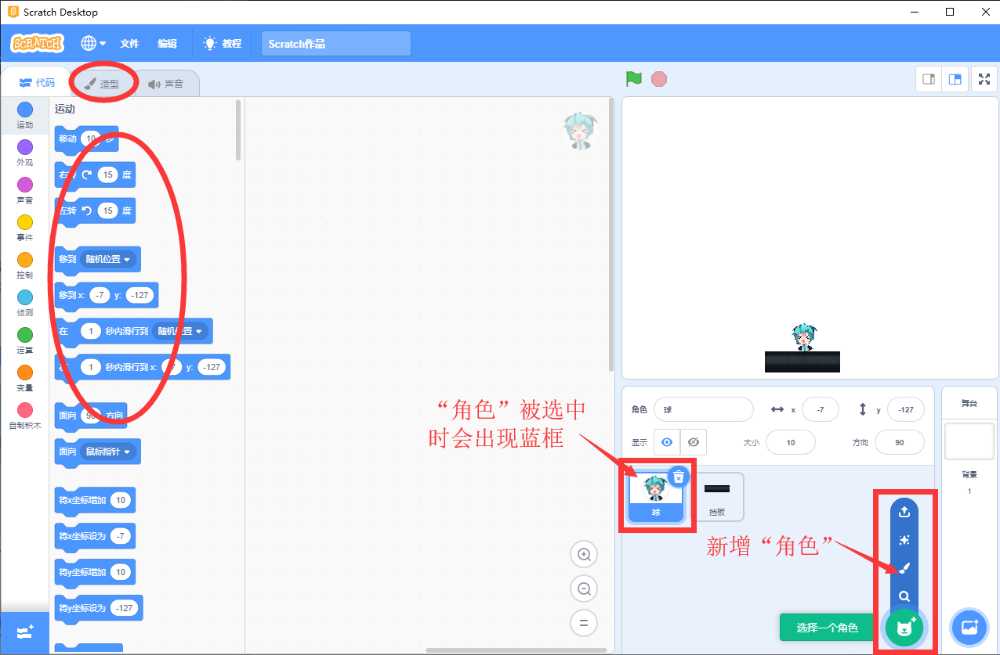 Scratch Desktop
SCRATCH 文件 编辑 教程 Scratch作品
代码 造型 声音
运动
外观
声音
事件
控制
侦测
运算
变量
自制积木
运动
移动 10 步
右转 15 度
左转 15 度
移到 随机位置
移到 x: -7 y: -127
在 1 秒内滑行到 随机位置
在 1 秒内滑行到 x: -7 y: -127
面向 90 方向
面向 鼠标指针
将x坐标增加 10
将x坐标设为 -7
将y坐标增加 10
将y坐标设为 -127
“角色”被选中
时会出现蓝框
角色 球 x -7 y -127
显示 大小 10 方向 90
球
挡板
新增“角色”
选择一个角色
舞台
背景
1